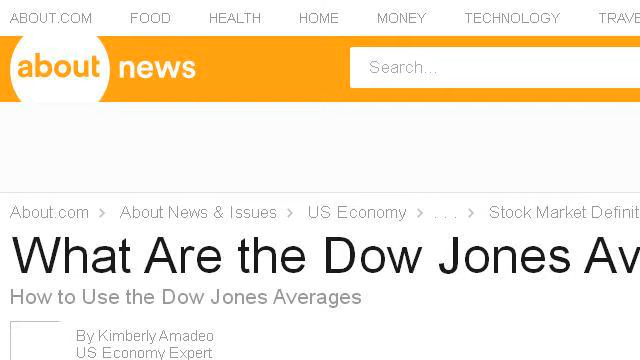 ABOUT.COM FOOD HEALTH HOME MONEY TECHNOLOGY TRAVE
about news Search...
About.com > About News & Issues > US Economy > ... > Stock Market Definit
What Are the Dow Jones Av
How to Use the Dow Jones Averages
By Kimberly Amadeo
US Economy Expert